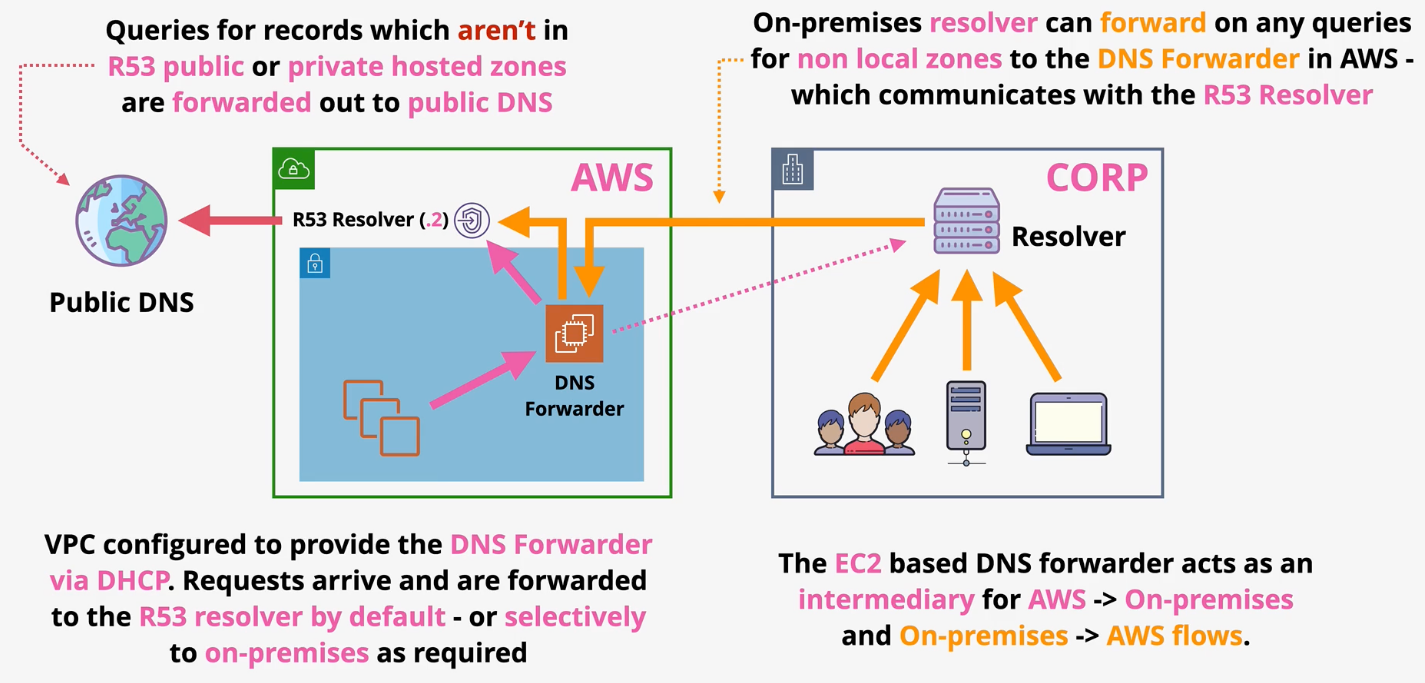 Queries for records which aren’t in
R53 public or private hosted zones
are forwarded out to public DNS
On-premises resolver can forward on any queries
for non local zones to the DNS Forwarder in AWS -
which communicates with the R53 Resolver
AWS
CORP
R53 Resolver (.2)
Resolver
Public DNS
DNS
Forwarder
VPC configured to provide the DNS Forwarder
via DHCP. Requests arrive and are forwarded
to the R53 resolver by default - or selectively
to on-premises as required
The EC2 based DNS forwarder acts as an
intermediary for AWS -> On-premises
and On-premises -> AWS flows.